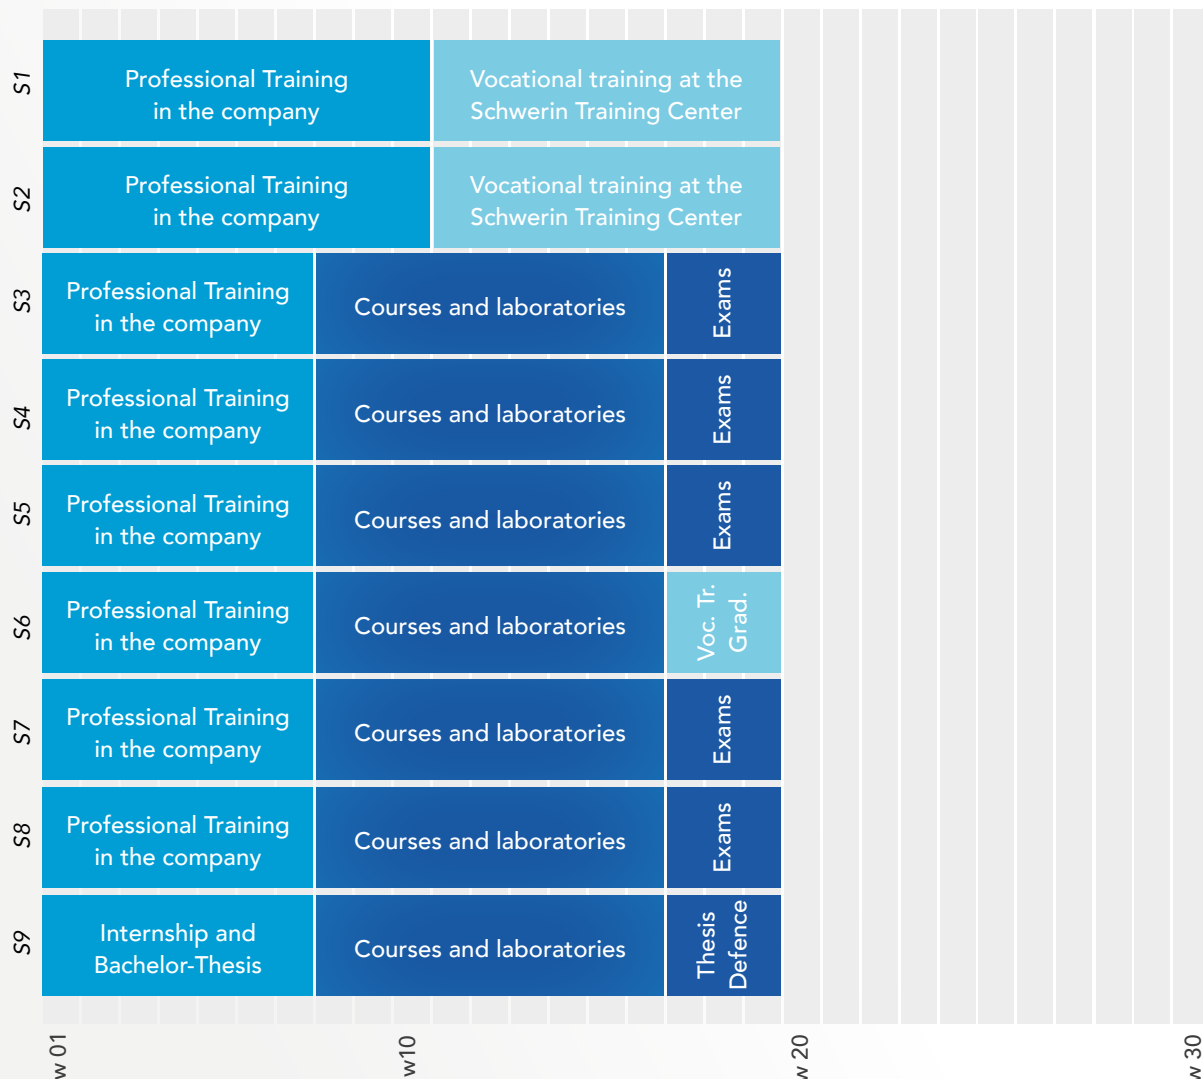 S1
Professional Training
in the company
Vocational training at the
Schwerin Training Center
S2
Professional Training
in the company
Vocational training at the
Schwerin Training Center
S3
Professional Training
in the company
Courses and laboratories
Exams
S4
Professional Training
in the company
Courses and laboratories
Exams
S5
Professional Training
in the company
Courses and laboratories
Exams
S6
Professional Training
in the company
Courses and laboratories
Voc. Tr.
Grad.
S7
Professional Training
in the company
Courses and laboratories
Exams
S8
Professional Training
in the company
Courses and laboratories
Exams
S9
Internship and
Bachelor-Thesis
Courses and laboratories
Thesis
Defence
w 01
w10
w 20
w 30